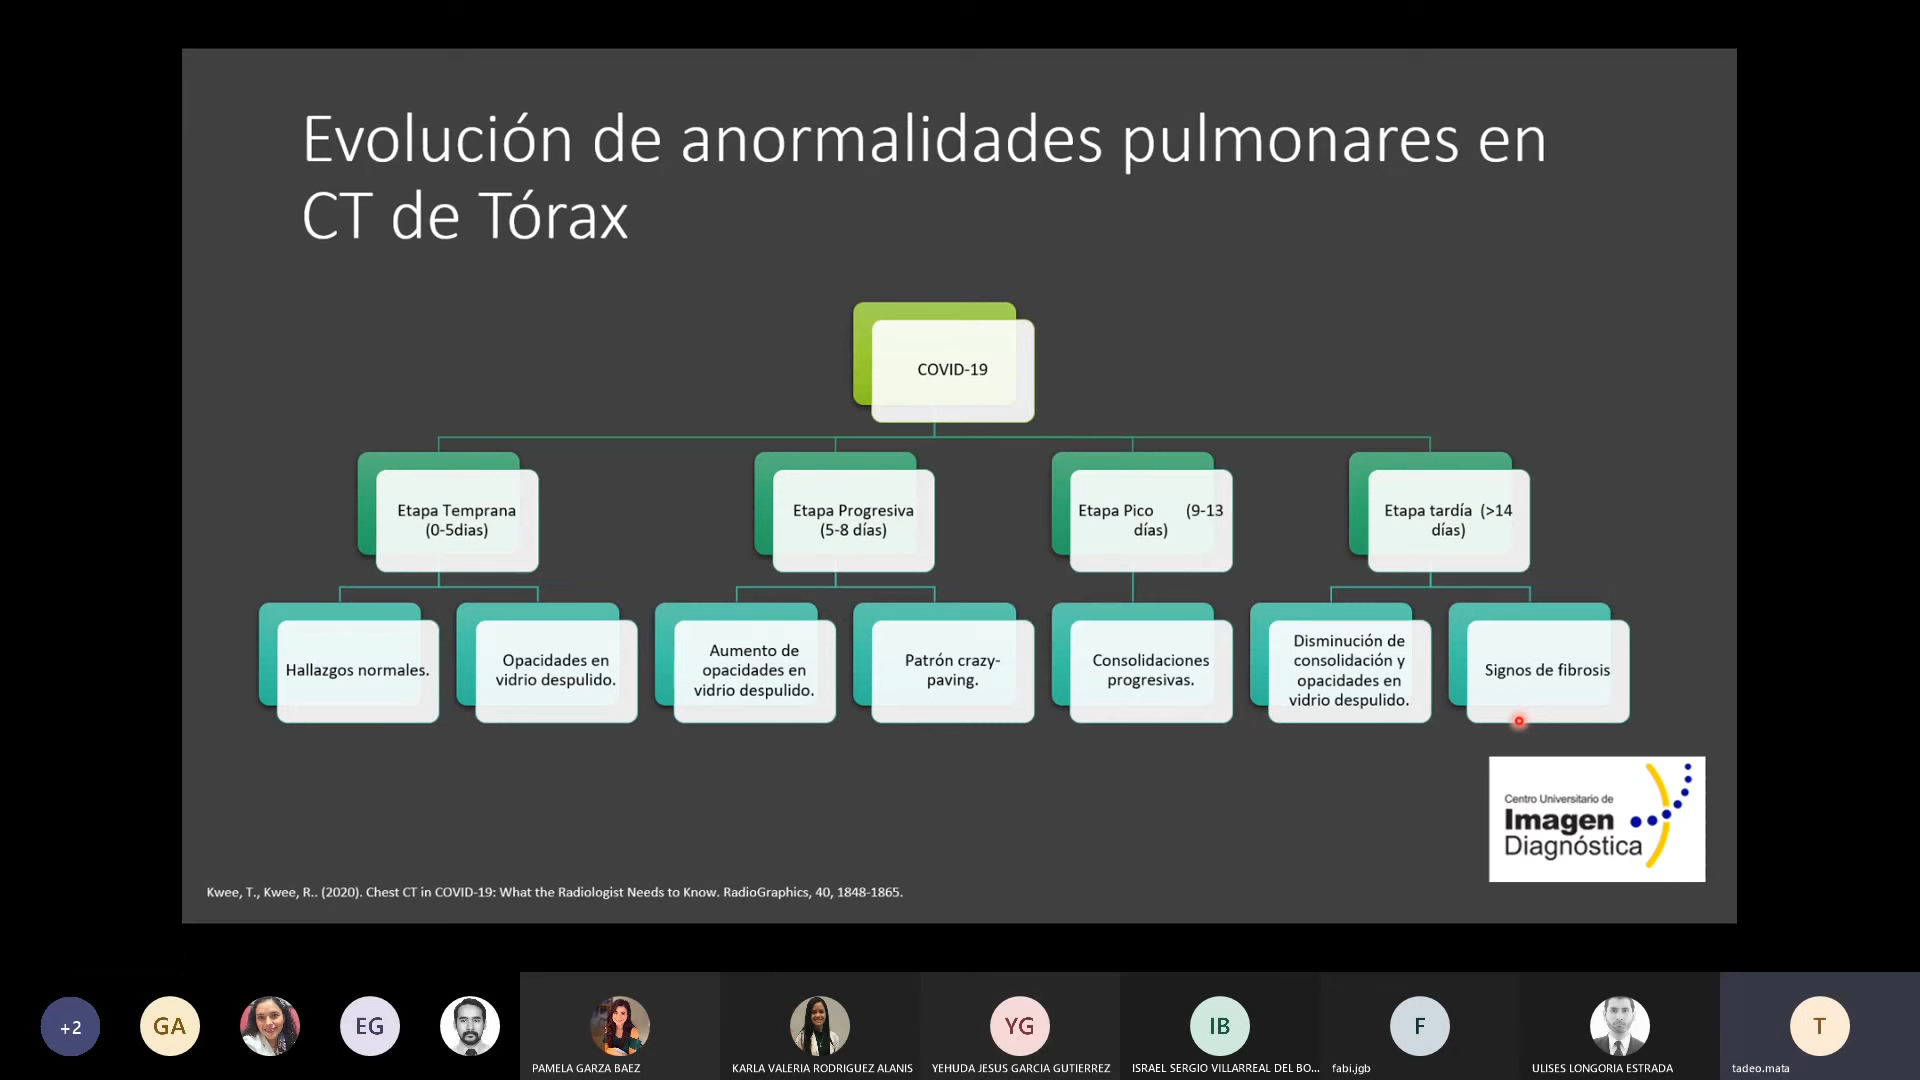 Evolución de anormalidades pulmonares en
CT de Tórax
COVID-19
Etapa Temprana
(0-5dias)
Etapa Progresiva
(5-8 días)
Etapa Pico (9-13
días)
Etapa tardía (>14
días)
Hallazgos normales.
Opacidades en
vidrio despulido.
Aumento de
opacidades en
vidrio despulido.
Patrón crazy-
paving.
Consolidaciones
progresivas.
Disminución de
consolidación y
opacidades en
vidrio despulido.
Signos de fibrosis
Centro Universitario de
Imagen
Diagnóstica
Kwee, T., Kwee, R.. (2020). Chest CT in COVID-19: What the Radiologist Needs to Know. RadioGraphics, 40, 1848-1865.
+2
GA
EG
PAMELA GARZA BAEZ
KARLA VALERIA RODRIGUEZ ALANIS
YG
YEHUDA JESUS GARCIA GUTIERREZ
IB
ISRAEL SERGIO VILLARREAL DEL BO...
F
fabi.jgb
ULISES LONGORIA ESTRADA
T
tadeo.mata